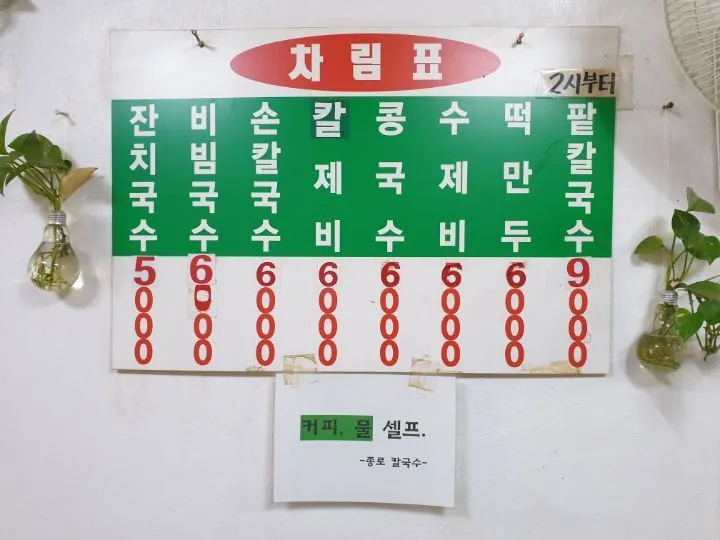 차림표
2시부터
잔치국수 5000
비빔국수 6000
손칼국수 6000
칼제비 6000
콩국수 6000
수제비 6000
떡만두 6000
팥칼국수 9000
커피, 물 셀프.
-종로 칼국수-